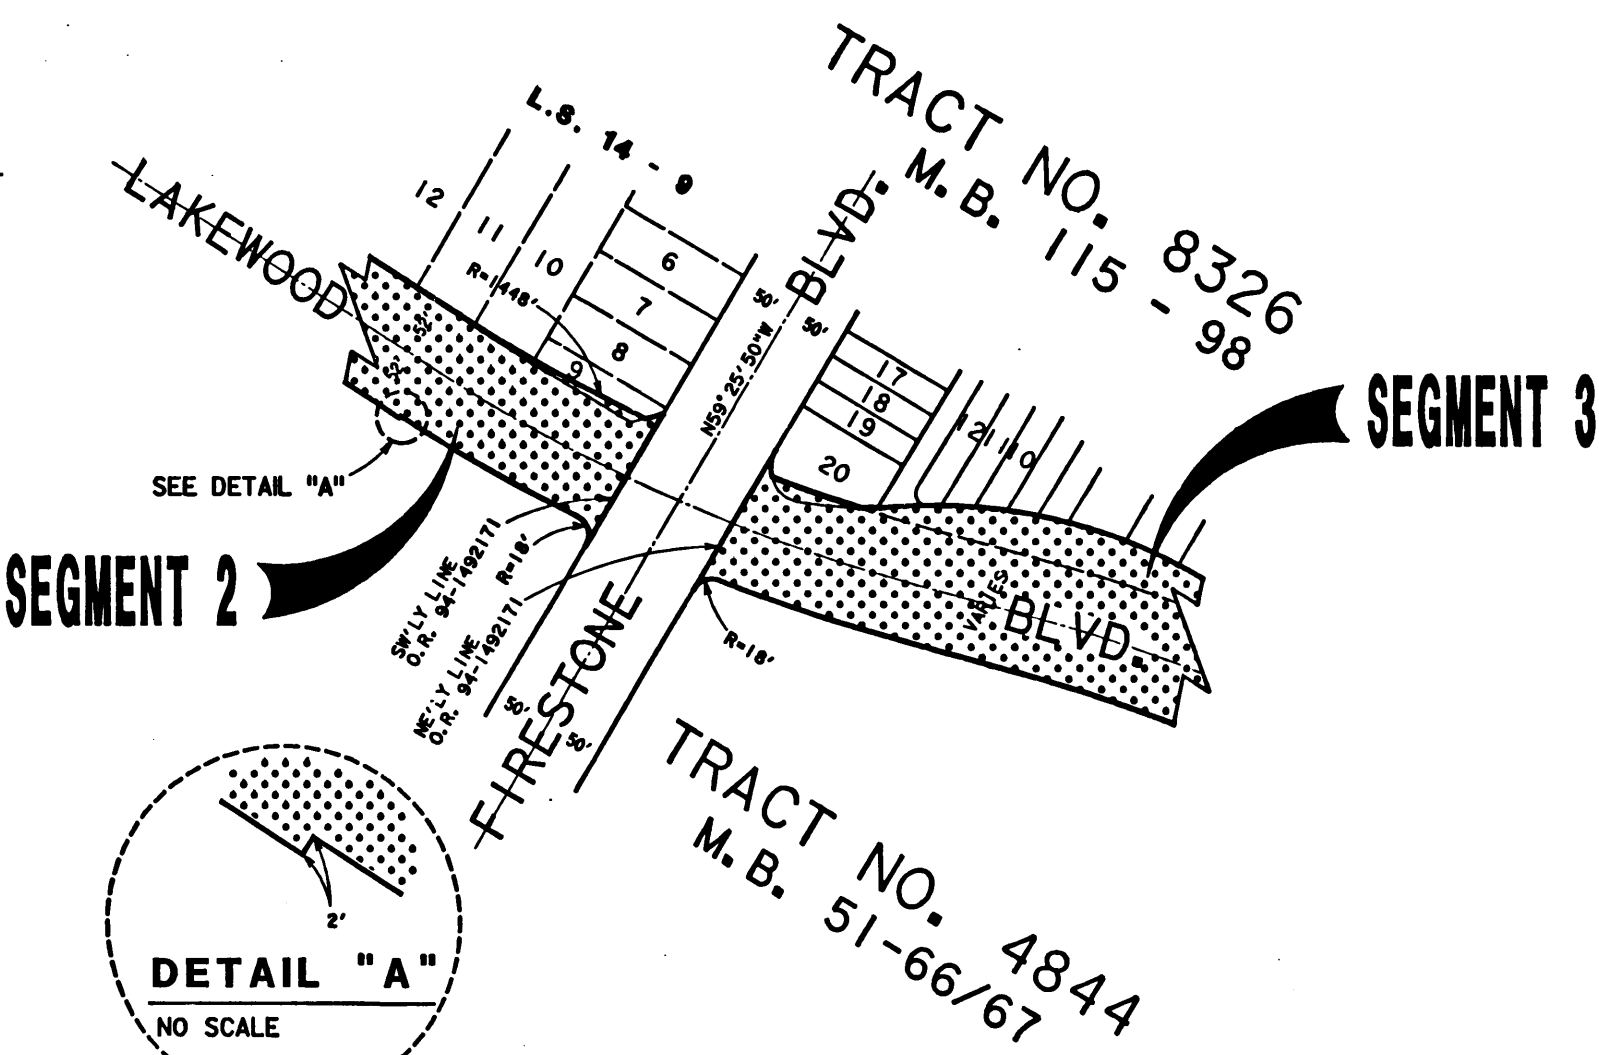 TRACT NO. 8326
M. B. 115 - 98
L.S. 14 - 9
LAKEWOOD
12
11
10
R=1448'
6
7
8
9
52'
52'
50'
50'
BLVD.
N59°25'50"W
17
18
19
20
12
11
10
SEGMENT 3
SEE DETAIL "A"
SEGMENT 2
SW'LY LINE
O.R. 94-1492171
R=18'
NE'LY LINE
O.R. 94-1492171
FIRESTONE
50'
50'
R=18'
VARIES
BLVD.
TRACT NO. 4844
M. B. 51-66/67
2'
DETAIL "A"
NO SCALE